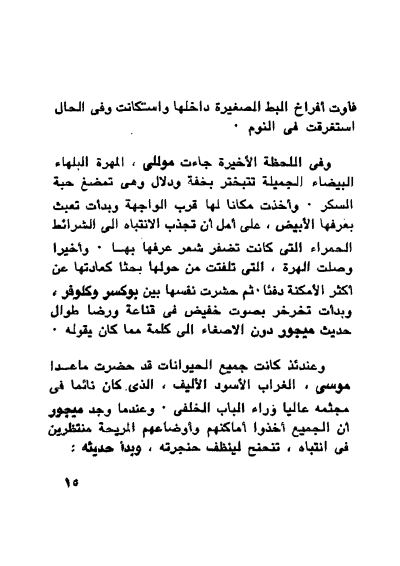 فأوت أفراخ البط الصغيرة داخلها واستكانت وفى الحال
استغرقت فى النوم ·
وفى اللحظة الأخيرة جاءت موللى ، المهرة البلهاء
البيضاء الجميلة تتبختر بخفة ودلال وهى تمضغ حبة
السكر · وأخذت مكانا لها قرب الواجهة وبدأت تعبث
بعرفها الأبيض ، على أمل أن تجذب الانتباه الى الشرائط
الحمراء التى كانت تضفر شعر عرفها بهـا · وأخيرا
وصلت الهرة ، التى تلفتت من حولها بحثا كعادتها عن
أكثر الأمكنة دفئا · ثم حشرت نفسها بين بوكسر وكلوفر ،
وبدأت تخرخر بصوت خفيض فى قناعة ورضا طوال
حديث ميجور دون الاصغاء الى كلمة مما كان يقوله ·
وعندئذ كانت جميع الحيوانات قد حضرت ماعـدا
موسى ، الغراب الأسود الأليف ، الذى كان نائما فى
مجثمه عاليا وراء الباب الخلفى · وعندما وجد ميجور
أن الجميع أخذوا أماكنهم وأوضاعهم المريحة منتظرين
فى انتباه ، تنحنح لينظف حنجرته ، وبدأ حديثه :
١٥